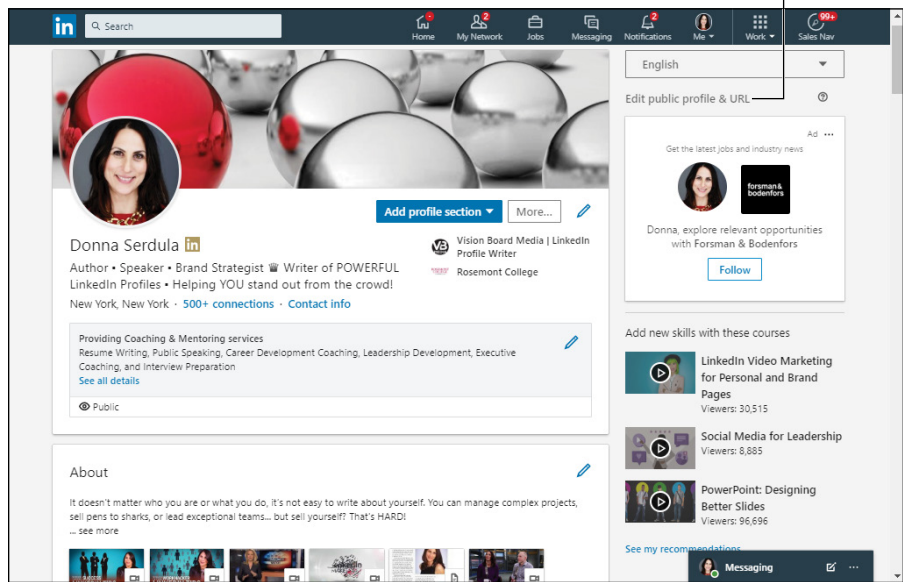 in
Search
Home
2
My Network
Jobs
Messaging
2
Notifications
Me
Work
99+
Sales Nav
English
Edit public profile & URL
Ad
Get the latest jobs and industry news
forsman &
bodenfors
Donna, explore relevant opportunities
with Forsman & Bodenfors
Follow
Add profile section
More...
Donna Serdula in
Author • Speaker • Brand Strategist ♛ Writer of POWERFUL
LinkedIn Profiles • Helping YOU stand out from the crowd!
New York, New York · 500+ connections · Contact info
VB
Vision Board Media | LinkedIn
Profile Writer
Rosemont College
Providing Coaching & Mentoring services
Resume Writing, Public Speaking, Career Development Coaching, Leadership Development, Executive
Coaching, and Interview Preparation
See all details
Public
Add new skills with these courses
LinkedIn Video Marketing
for Personal and Brand
Pages
Viewers: 30,515
Social Media for Leadership
Viewers: 8,885
PowerPoint: Designing
Better Slides
Viewers: 96,696
See my recommendations
About
It doesn't matter who you are or what you do, it's not easy to write about yourself. You can manage complex projects,
sell pens to sharks, or lead exceptional teams... but sell yourself? That's HARD!
... see more
Messaging